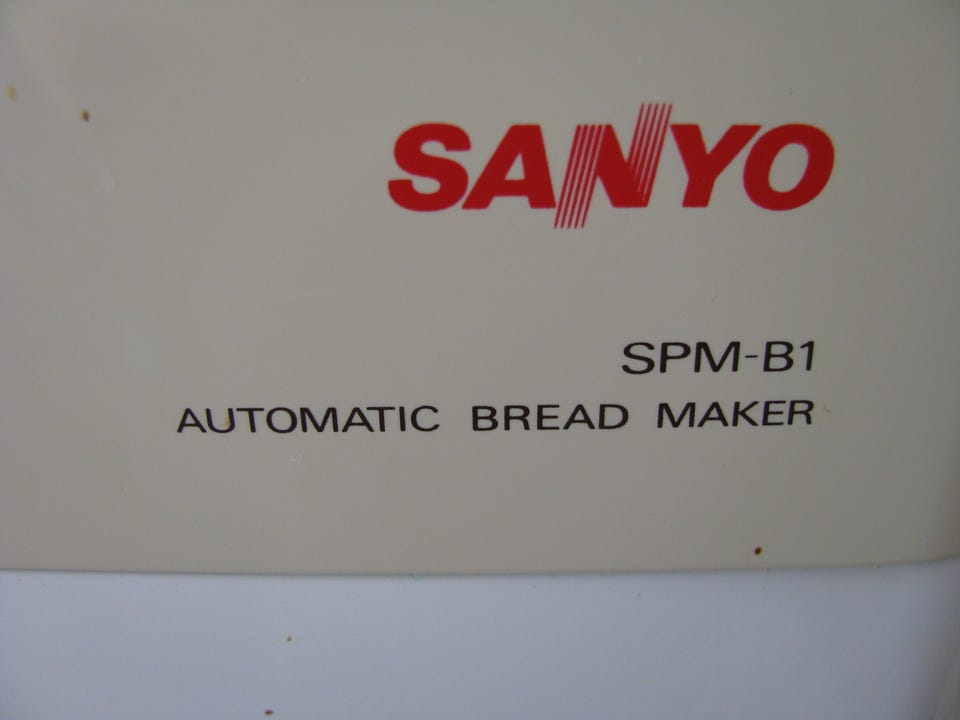 SANYO
SPM-B1
AUTOMATIC BREAD MAKER